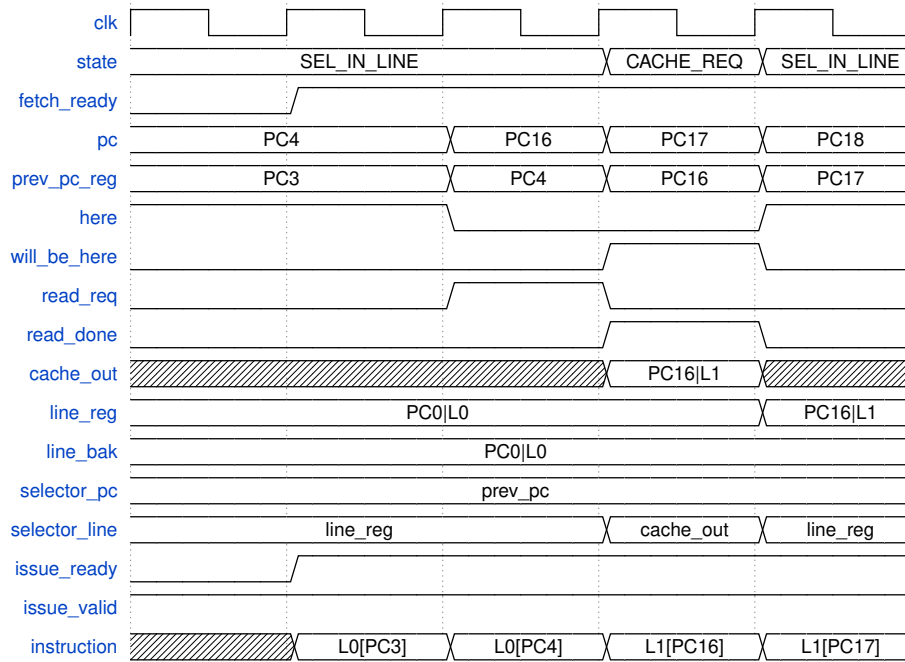 clk
state SEL_IN_LINE CACHE_REQ SEL_IN_LINE
fetch_ready
pc PC4 PC16 PC17 PC18
prev_pc_reg PC3 PC4 PC16 PC17
here
will_be_here
read_req
read_done
cache_out PC16|L1
line_reg PC0|L0 PC16|L1
line_bak PC0|L0
selector_pc prev_pc
selector_line line_reg cache_out line_reg
issue_ready
issue_valid
instruction L0[PC3] L0[PC4] L1[PC16] L1[PC17]